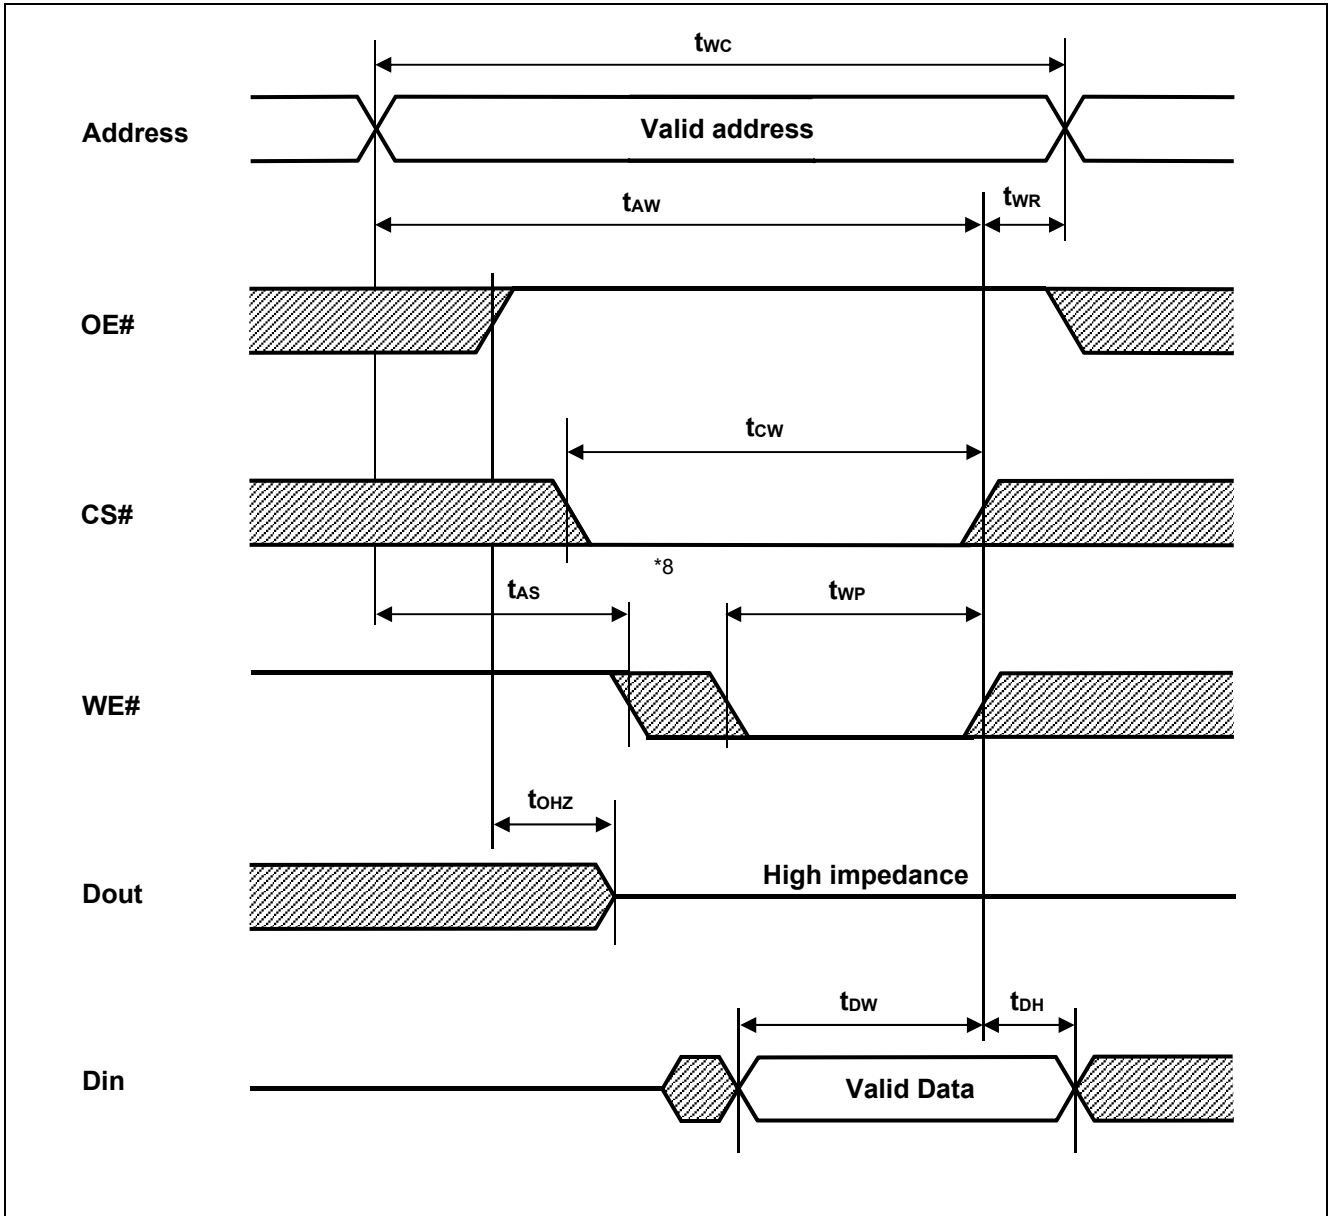 tWC
Address
Valid address
tAW
tWR
OE#
tCW
CS#
*8
tAS
tWP
WE#
tOHZ
Dout
High impedance
tDW
tDH
Din
Valid Data